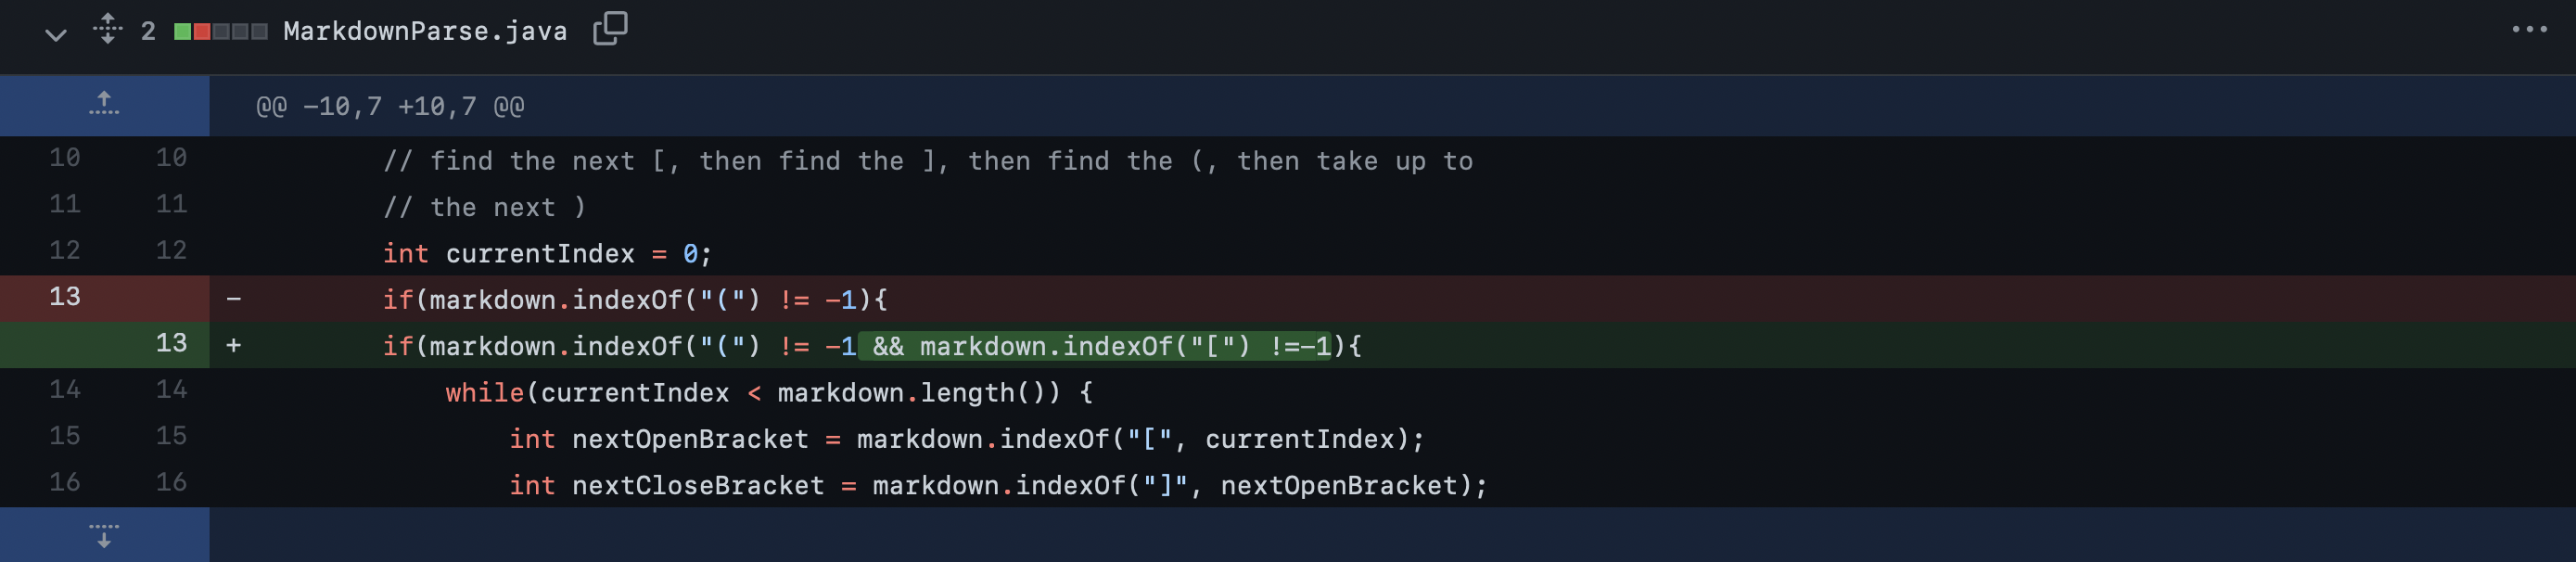 2 MarkdownParse.java
@@ -10,7 +10,7 @@
10 10 // find the next [, then find the ], then find the (, then take up to
11 11 // the next )
12 12 int currentIndex = 0;
13 - if(markdown.indexOf("(") != -1){
13 + if(markdown.indexOf("(") != -1 && markdown.indexOf("[") !=-1){
14 14 while(currentIndex < markdown.length()) {
15 15 int nextOpenBracket = markdown.indexOf("[", currentIndex);
16 16 int nextCloseBracket = markdown.indexOf("]", nextOpenBracket);